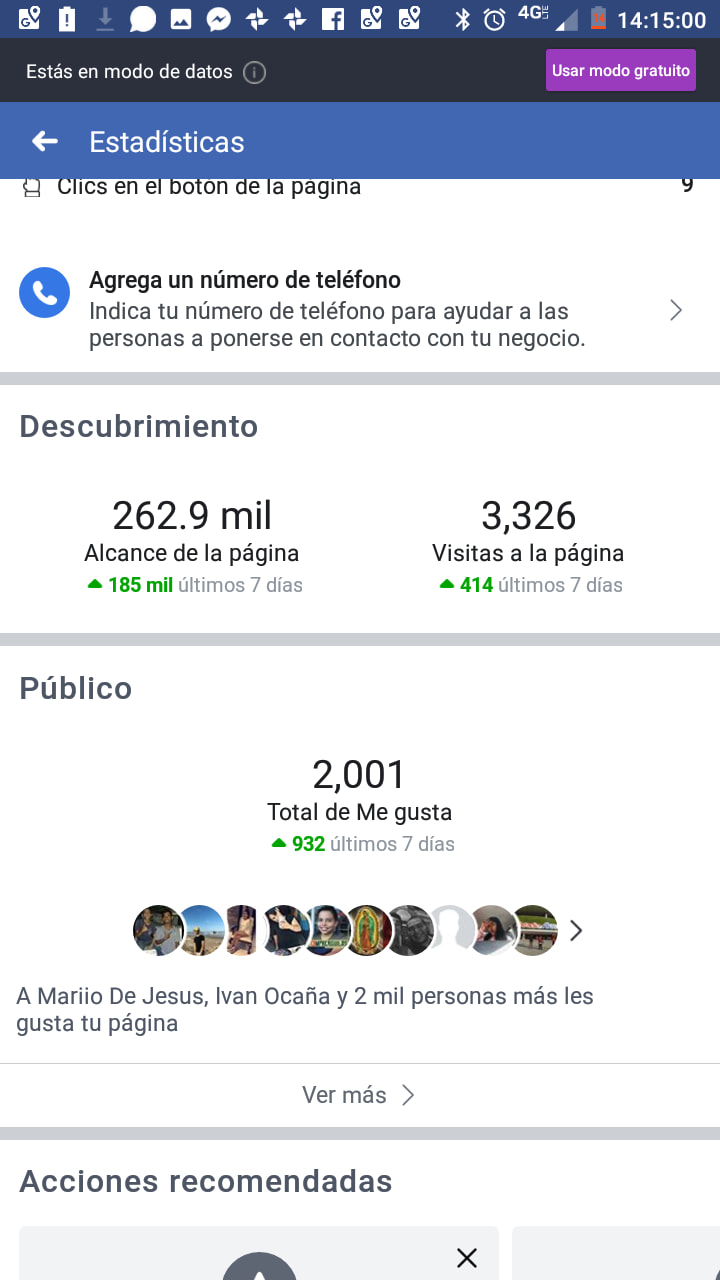 4G LTE 14:15:00
Estás en modo de datos
Usar modo gratuito
Estadísticas
Clics en el botón de la página 9
Agrega un número de teléfono
Indica tu número de teléfono para ayudar a las
personas a ponerse en contacto con tu negocio.
Descubrimiento
262.9 mil 3,326
Alcance de la página Visitas a la página
185 mil últimos 7 días 414 últimos 7 días
Público
2,001
Total de Me gusta
932 últimos 7 días
A Mariio De Jesus, Ivan Ocaña y 2 mil personas más les
gusta tu página
Ver más
Acciones recomendadas